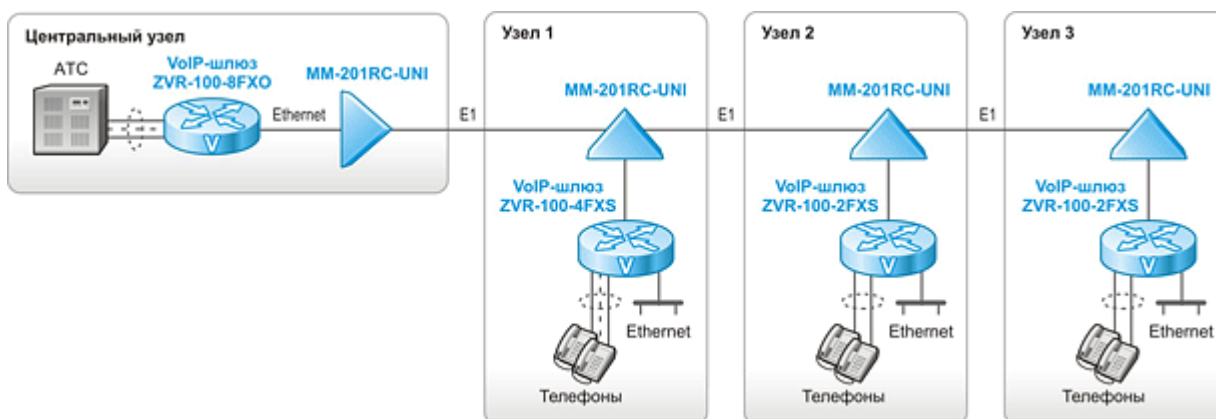 Центральный узел
АТС
VoIP-шлюз
ZVR-100-8FXO
Ethernet
MM-201RC-UNI
E1
V
Узел 1
MM-201RC-UNI
VoIP-шлюз
ZVR-100-4FXS
V
Ethernet
Телефоны
E1
Узел 2
MM-201RC-UNI
VoIP-шлюз
ZVR-100-2FXS
V
Ethernet
Телефоны
E1
Узел 3
MM-201RC-UNI
VoIP-шлюз
ZVR-100-2FXS
V
Ethernet
Телефоны